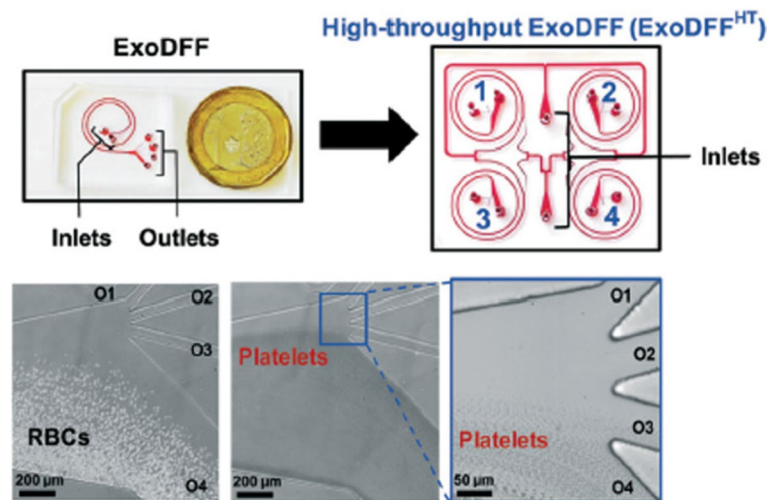 ExoDFF
High-throughput ExoDFF (ExoDFF^HT)
1
2
3
4
Inlets
Inlets
Outlets
O1
O2
O3
RBCs
O4
200 µm
Platelets
200 µm
O1
O2
O3
Platelets
O4
50 µm